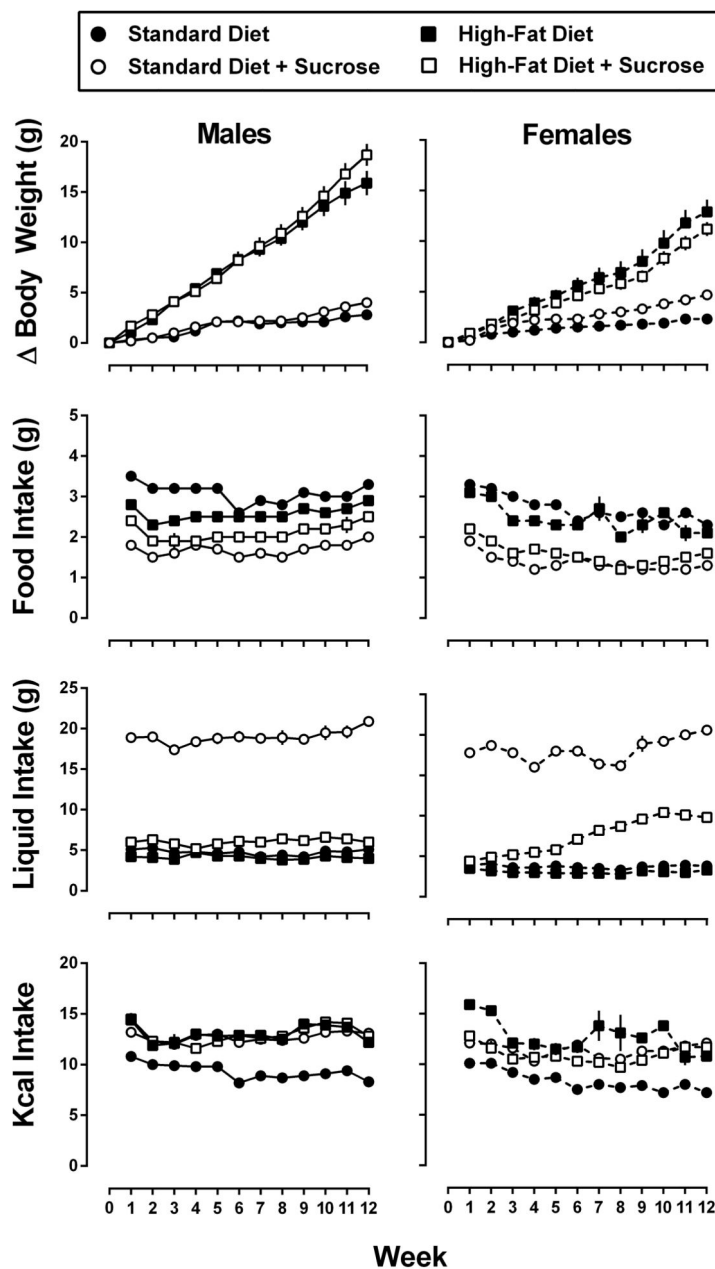 Standard Diet High-Fat Diet
Standard Diet + Sucrose High-Fat Diet + Sucrose
Males Females
Δ Body Weight (g)
20
15
10
5
0
Food Intake (g)
5
4
3
2
1
0
Liquid Intake (g)
25
20
15
10
5
0
Kcal Intake
20
15
10
5
0
0 1 2 3 4 5 6 7 8 9 10 11 12 0 1 2 3 4 5 6 7 8 9 10 11 12
Week